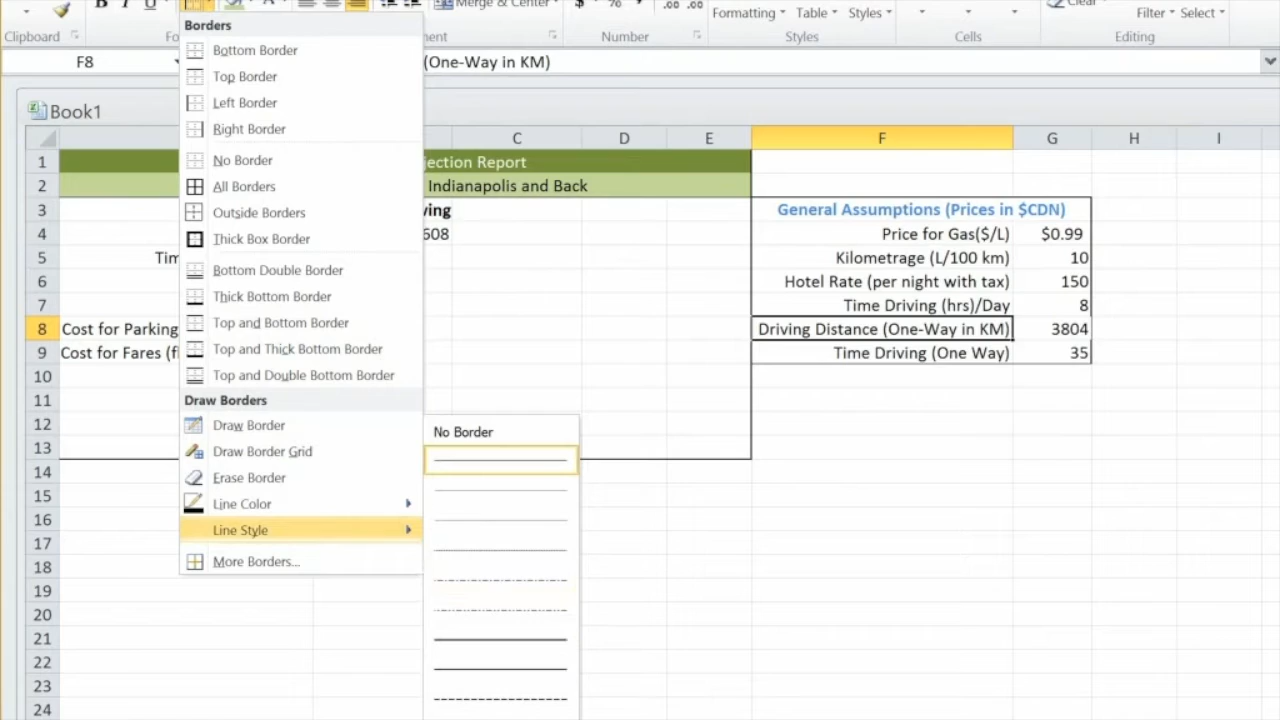 B I U
Merge & Center
$ % ,
.00 .00
Formatting Table Styles
Clear
Filter Select
Clipboard
Fo
ment
Number
Styles
Cells
Editing
F8
(One-Way in KM)
Book1
C D E F G H I
Borders
Bottom Border
Top Border
Left Border
Right Border
No Border
All Borders
Outside Borders
Thick Box Border
Bottom Double Border
Thick Bottom Border
Top and Bottom Border
Top and Thick Bottom Border
Top and Double Bottom Border
Draw Borders
Draw Border
Draw Border Grid
Erase Border
Line Color
Line Style
More Borders...
No Border
1 jection Report
2 Indianapolis and Back
3 ving General Assumptions (Prices in $CDN)
4 608 Price for Gas($/L) $0.99
5 Tim Kilometrage (L/100 km) 10
6 Hotel Rate (per night with tax) 150
7 Time Driving (hrs)/Day 8
8 Cost for Parking Driving Distance (One-Way in KM) 3804
9 Cost for Fares (fl Time Driving (One Way) 35
10
11
12
13
14
15
16
17
18
19
20
21
22
23
24